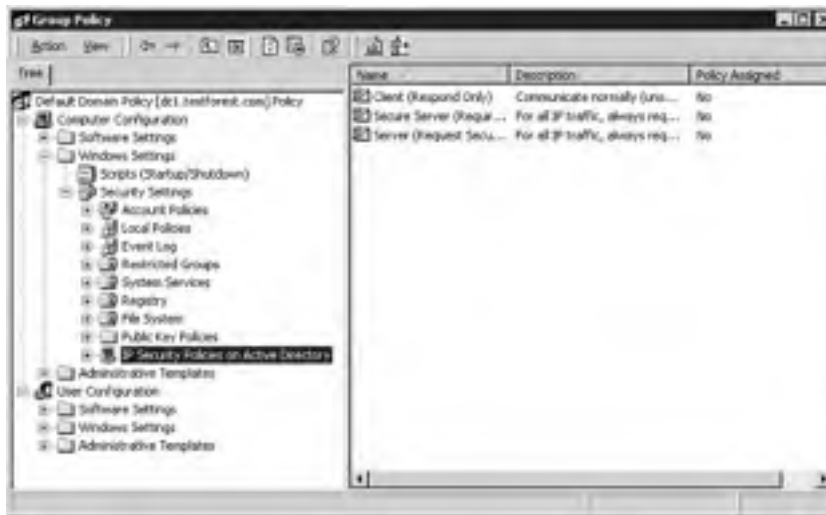 Group Policy
Action View
Tree
Default Domain Policy [dc1.testforest.com] Policy
Computer Configuration
Software Settings
Windows Settings
Scripts (Startup/Shutdown)
Security Settings
Account Policies
Local Policies
Event Log
Restricted Groups
System Services
Registry
File System
Public Key Policies
IP Security Policies on Active Directory
Administrative Templates
User Configuration
Software Settings
Windows Settings
Administrative Templates
Name Description Policy Assigned
Client (Respond Only) Communicate normally (uns... No
Secure Server (Requir... For all IP traffic, always req... No
Server (Request Secu... For all IP traffic, always req... No